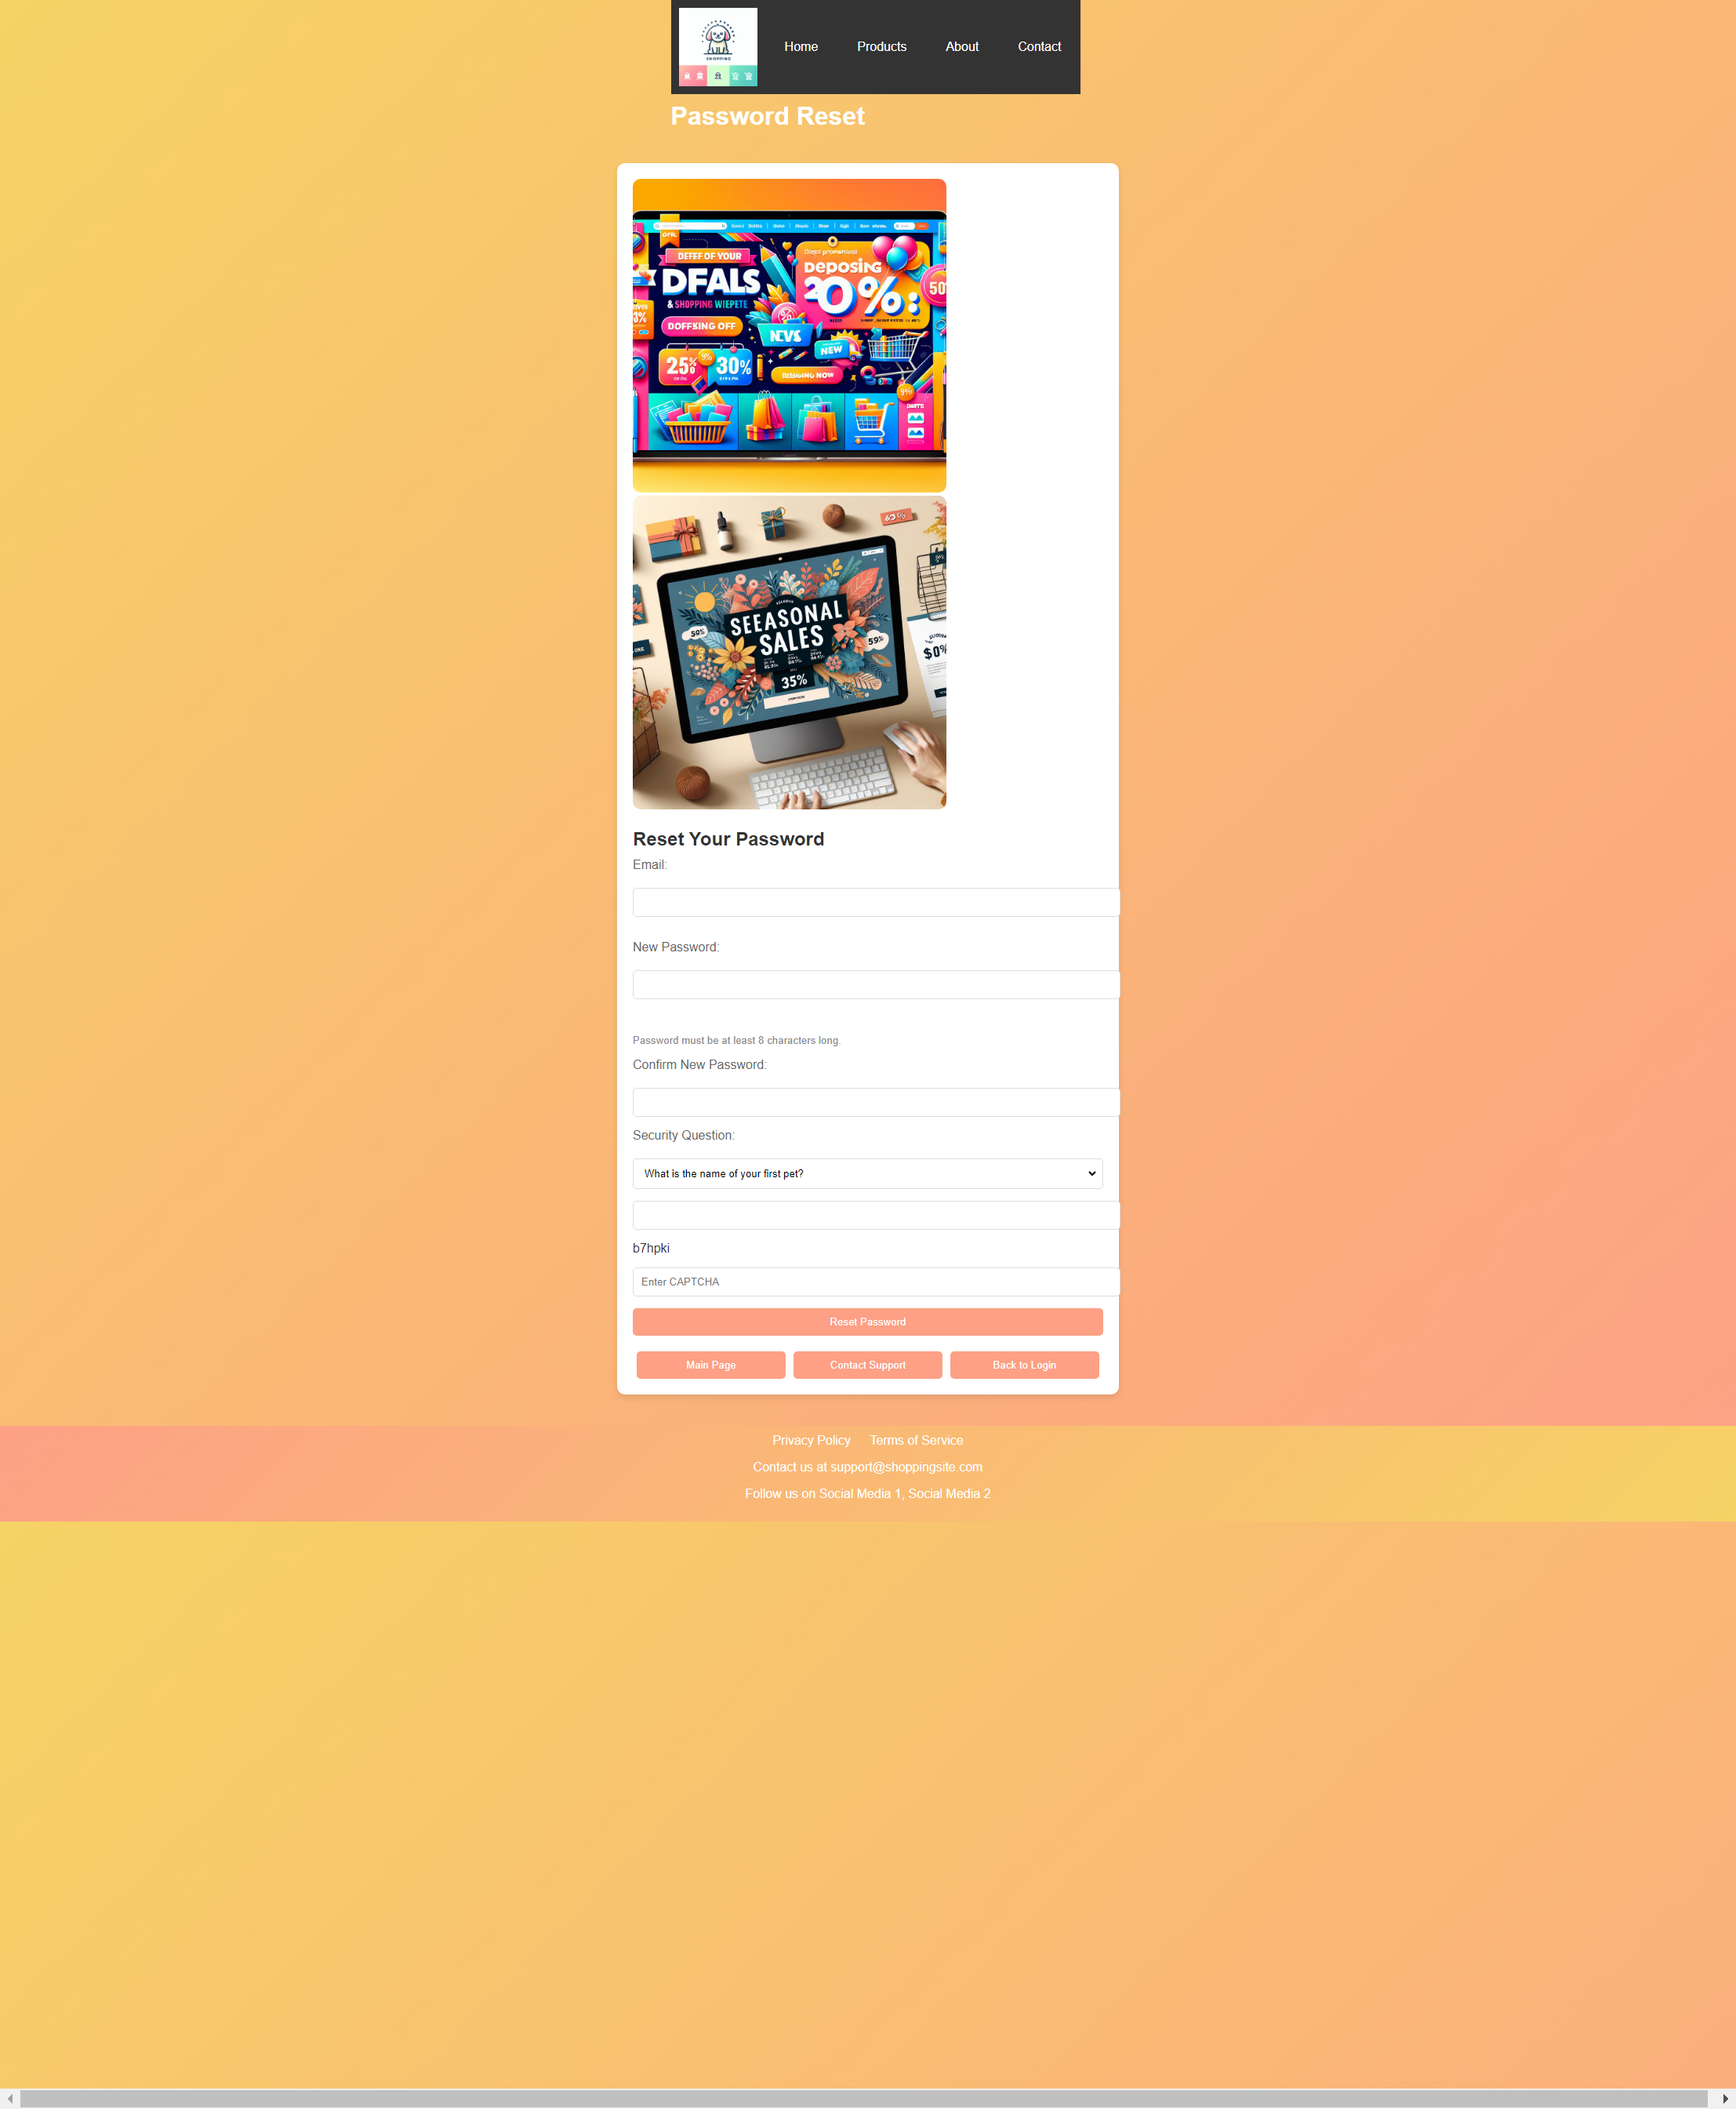 SHOPPING
Home Products About Contact
Password Reset
DEFEF OF YOUR
DFALS
& SHOPPING WIEPETE
DOFFKING OFF
DEPOSING
20%:
50
NEW
25% 9% 30%
SEEASONAL
SALES
50% 59%
35%
60%
$0%
Reset Your Password
Email:
New Password:
Password must be at least 8 characters long.
Confirm New Password:
Security Question:
What is the name of your first pet?
b7hpki
Enter CAPTCHA
Reset Password
Main Page Contact Support Back to Login
Privacy Policy Terms of Service
Contact us at support@shoppingsite.com
Follow us on Social Media 1, Social Media 2